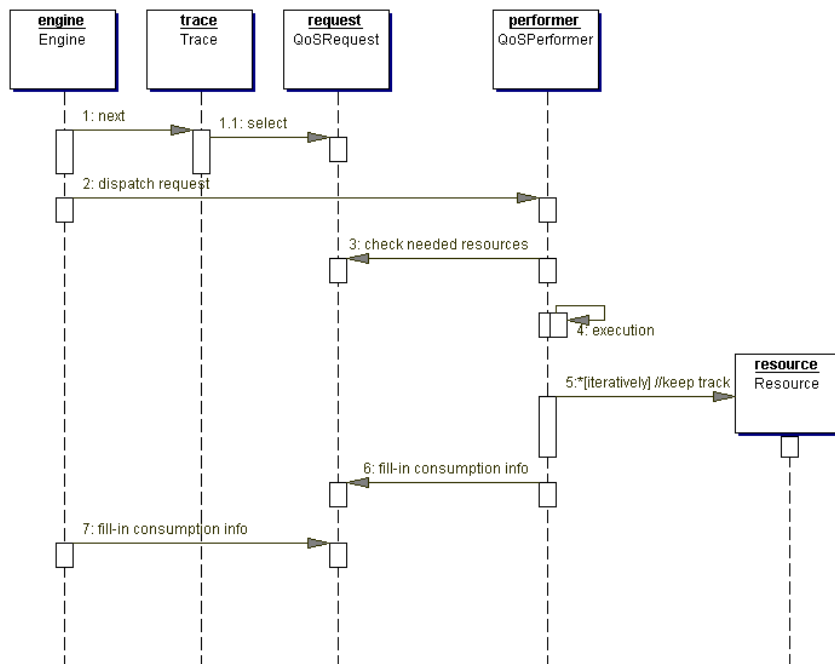 engine
Engine
trace
Trace
request
QoSRequest
performer
QoSPerformer
1: next
1.1: select
2: dispatch request
3: check needed resources
4: execution
resource
Resource
5:*[iteratively] //keep track
6: fill-in consumption info
7: fill-in consumption info